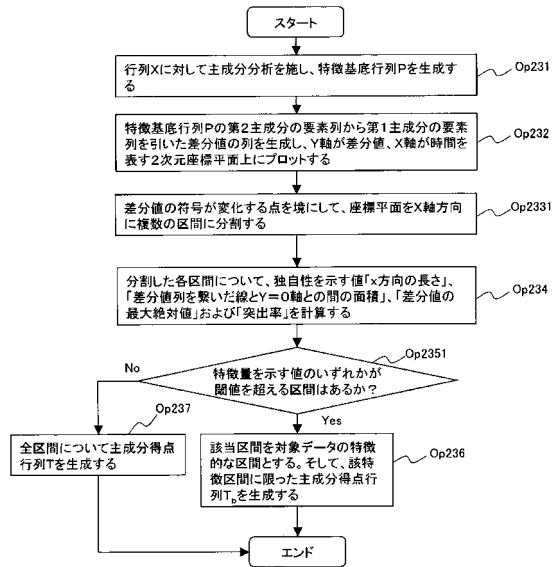 スタート
行列Xに対して主成分分析を施し、特徴基底行列Pを生成す
る
Op231
特徴基底行列Pの第2主成分の要素列から第1主成分の要素
列を引いた差分値の列を生成し、Y軸が差分値、X軸が時間を
表す2次元座標平面上にプロットする
Op232
差分値の符号が変化する点を境にして、座標平面をX軸方向
に複数の区間に分割する
Op2331
分割した各区間について、独自性を示す値「x方向の長さ」、
「差分値列を繋いだ線とY=0軸との間の面積」、「差分値の
最大絶対値」および「突出率」を計算する
Op234
Op2351
特徴量を示す値のいずれかが
閾値を超える区間はあるか?
No
Yes
Op237
全区間について主成分得点
行列Tを生成する
該当区間を対象データの特徴
的な区間とする。そして、該特
徴区間に限った主成分得点行
列Tbを生成する
Op236
エンド